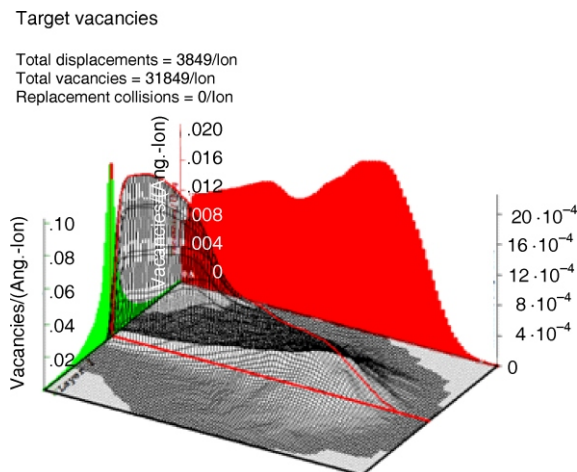 Target vacancies
Total displacements = 3849/Ion
Total vacancies = 31849/Ion
Replacement collisions = 0/Ion
Vacancies/(Ang.-Ion)
.020
.016
.012
008
004
0
Vacancies/(Ang.-Ion)
.10
.08
.06
.04
.02
20·10⁻⁴
16·10⁻⁴
12·10⁻⁴
8·10⁻⁴
4·10⁻⁴
0